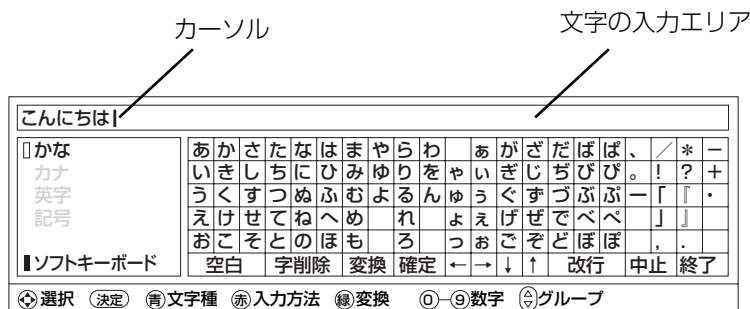 カーソル 文字の入力エリア
こんにちは
かな あかさたなはまやらわ ぁがざだばぱ、／＊－
カナ いきしちにひみゆりをゃぃぎじぢびぴ。！？＋
英字 うくすつぬふむよるんゅぅぐずづぶぷー「『・
記号 えけせてねへめ れ ょぇげぜでべぺ 」』
おこそとのほも ろ っぉごぞどぼぽ ，．
ソフトキーボード 空白 字削除 変換 確定 ← → ↓ ↑ 改行 中止 終了
選択 決定 青 文字種 赤 入力方法 緑 変換 0–9 数字 グループ